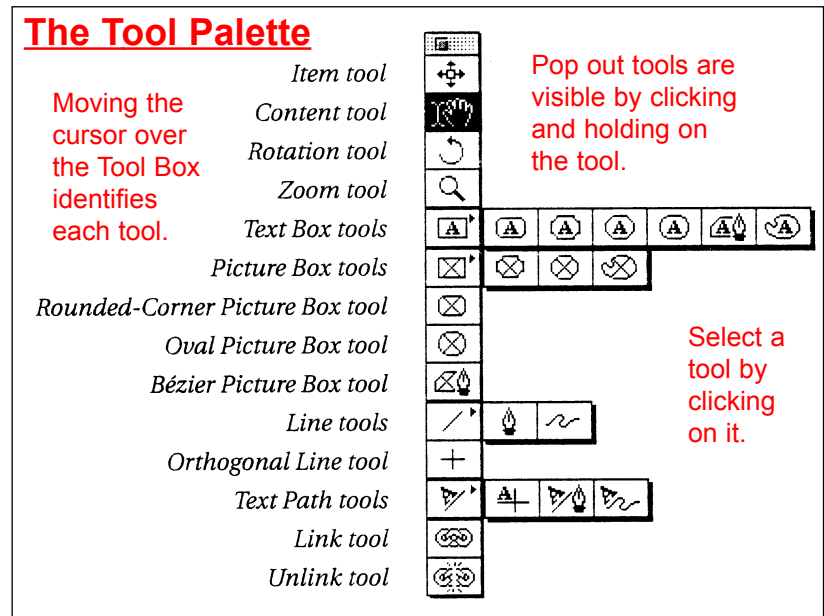 The Tool Palette
Moving the
cursor over
the Tool Box
identifies
each tool.
Item tool
Content tool
Rotation tool
Zoom tool
Text Box tools
Picture Box tools
Rounded-Corner Picture Box tool
Oval Picture Box tool
Bézier Picture Box tool
Line tools
Orthogonal Line tool
Text Path tools
Link tool
Unlink tool
A A A A A A A
A
Pop out tools are
visible by clicking
and holding on
the tool.
Select a
tool by
clicking
on it.